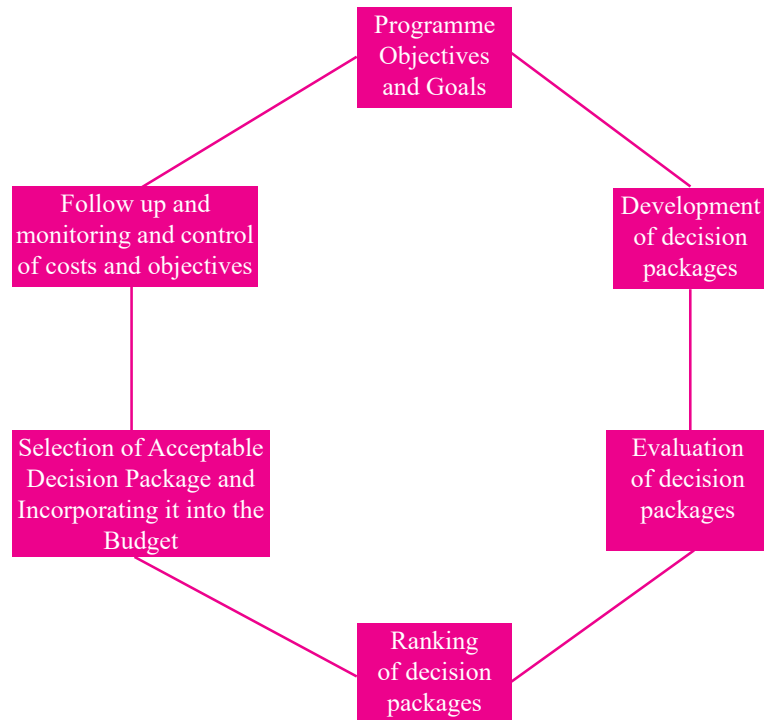 Programme
Objectives
and Goals
Development
of decision
packages
Evaluation
of decision
packages
Ranking
of decision
packages
Selection of Acceptable
Decision Package and
Incorporating it into the
Budget
Follow up and
monitoring and control
of costs and objectives